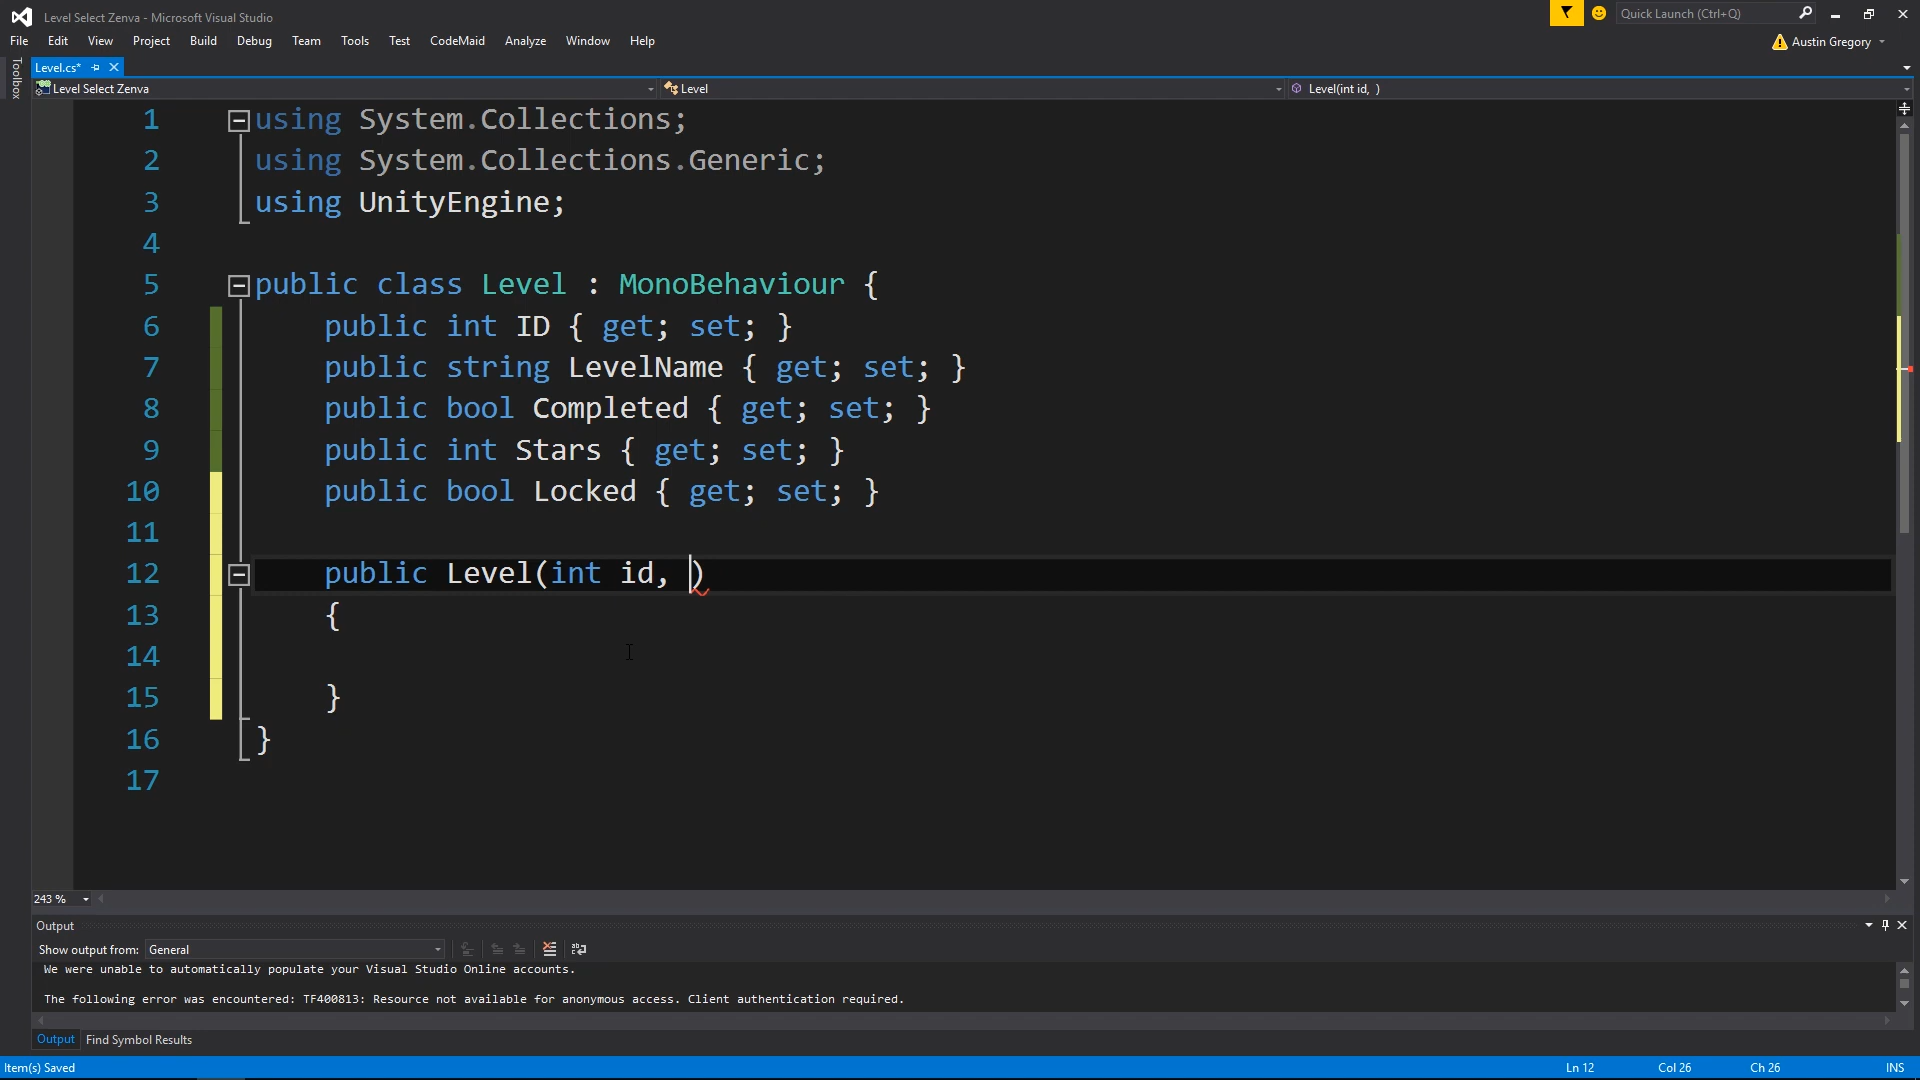 Level Select Zenva - Microsoft Visual Studio
Quick Launch (Ctrl+Q)
File Edit View Project Build Debug Team Tools Test CodeMaid Analyze Window Help
Austin Gregory
Toolbox
Level.cs*
Level Select Zenva
Level
Level(int id, )
1 using System.Collections;
2 using System.Collections.Generic;
3 using UnityEngine;
4
5 public class Level : MonoBehaviour {
6 public int ID { get; set; }
7 public string LevelName { get; set; }
8 public bool Completed { get; set; }
9 public int Stars { get; set; }
10 public bool Locked { get; set; }
11
12 public Level(int id, )
13 {
14
15 }
16 }
17
243 %
Output
Show output from: General
We were unable to automatically populate your Visual Studio Online accounts.
The following error was encountered: TF400813: Resource not available for anonymous access. Client authentication required.
Output Find Symbol Results
Item(s) Saved Ln 12 Col 26 Ch 26 INS